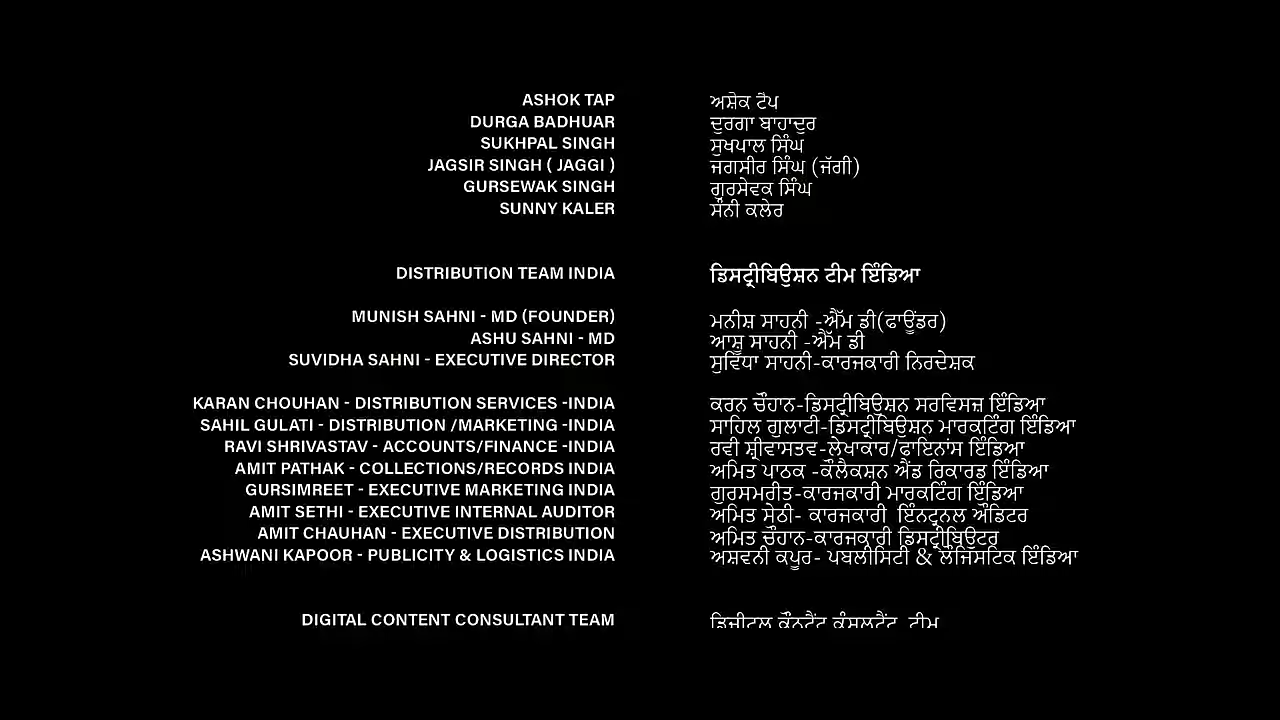 ASHOK TAP ਅਸ਼ੋਕ ਟੈਪ
DURGA BADHUAR ਦੁਰਗਾ ਬਾਹਾਦੁਰ
SUKHPAL SINGH ਸੁਖਪਾਲ ਸਿੰਘ
JAGSIR SINGH ( JAGGI ) ਜਗਸੀਰ ਸਿੰਘ (ਜੱਗੀ)
GURSEWAK SINGH ਗੁਰਸੇਵਕ ਸਿੰਘ
SUNNY KALER ਸੰਨੀ ਕਲੇਰ
DISTRIBUTION TEAM INDIA ਡਿਸਟ੍ਰੀਬਿਊਸ਼ਨ ਟੀਮ ਇੰਡਿਆ
MUNISH SAHNI - MD (FOUNDER) ਮਨੀਸ਼ ਸਾਹਨੀ -ਐੱਮ ਡੀ(ਫਾਊਂਡਰ)
ASHU SAHNI - MD ਆਸ਼ੂ ਸਾਹਨੀ -ਐੱਮ ਡੀ
SUVIDHA SAHNI - EXECUTIVE DIRECTOR ਸੁਵਿਧਾ ਸਾਹਨੀ-ਕਾਰਜਕਾਰੀ ਨਿਰਦੇਸ਼ਕ
KARAN CHOUHAN - DISTRIBUTION SERVICES -INDIA ਕਰਨ ਚੌਹਾਨ-ਡਿਸਟ੍ਰੀਬਿਊਸ਼ਨ ਸਰਵਿਸਜ਼ ਇੰਡਿਆ
SAHIL GULATI - DISTRIBUTION /MARKETING -INDIA ਸਾਹਿਲ ਗੁਲਾਟੀ-ਡਿਸਟ੍ਰੀਬਿਊਸ਼ਨ ਮਾਰਕਟਿੰਗ ਇੰਡਿਆ
RAVI SHRIVASTAV - ACCOUNTS/FINANCE -INDIA ਰਵੀ ਸ਼੍ਰੀਵਾਸਤਵ-ਲੇਖਾਕਾਰ/ਫਾਇਨਾਂਸ ਇੰਡਿਆ
AMIT PATHAK - COLLECTIONS/RECORDS INDIA ਅਮਿਤ ਪਾਠਕ -ਕੌਲੈਕਸ਼ਨ ਐਂਡ ਰਿਕਾਰਡ ਇੰਡਿਆ
GURSIMREET - EXECUTIVE MARKETING INDIA ਗੁਰਸਮਰੀਤ-ਕਾਰਜਕਾਰੀ ਮਾਰਕਟਿੰਗ ਇੰਡਿਆ
AMIT SETHI - EXECUTIVE INTERNAL AUDITOR ਅਮਿਤ ਸੇਠੀ- ਕਾਰਜਕਾਰੀ ਇੰਨਟ੍ਰਨਲ ਔਡਿਟਰ
AMIT CHAUHAN - EXECUTIVE DISTRIBUTION ਅਮਿਤ ਚੌਹਾਨ-ਕਾਰਜਕਾਰੀ ਡਿਸਟ੍ਰੀਬਿਊਟਰ
ASHWANI KAPOOR - PUBLICITY & LOGISTICS INDIA ਅਸ਼ਵਨੀ ਕਪੂਰ- ਪਬਲੀਸਿਟੀ & ਲੌਜਿੱਸਟਿਕ ਇੰਡਿਆ
DIGITAL CONTENT CONSULTANT TEAM ਡਿਜੀਟਲ ਕੌਨਟੈਂਟ ਕੰਸਲਟੈਂਟ ਟੀਮ